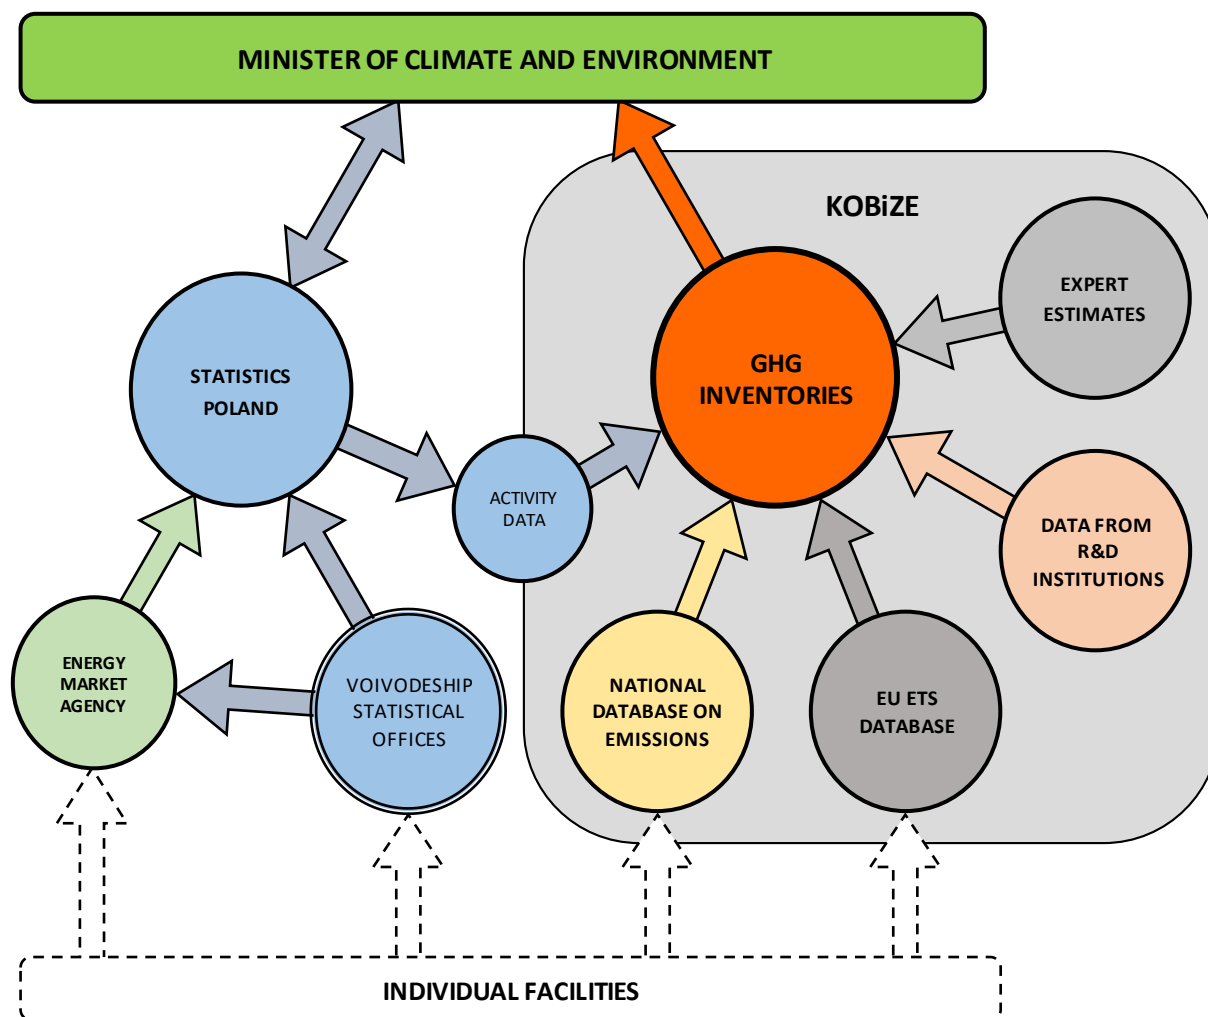 MINISTER OF CLIMATE AND ENVIRONMENT
KOBiZE
EXPERT
ESTIMATES
GHG
INVENTORIES
STATISTICS
POLAND
ACTIVITY
DATA
DATA FROM
R&D
INSTITUTIONS
ENERGY
MARKET
AGENCY
VOIVODESHIP
STATISTICAL
OFFICES
NATIONAL
DATABASE ON
EMISSIONS
EU ETS
DATABASE
INDIVIDUAL FACILITIES